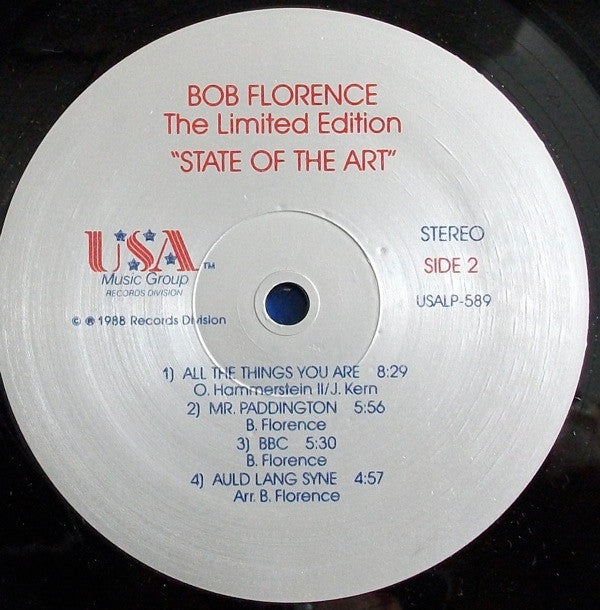 BOB FLORENCE
The Limited Edition
"STATE OF THE ART"
USA™
Music Group
RECORDS DIVISION
© ℗ 1988 Records Division
STEREO
SIDE 2
USALP-589
1) ALL THE THINGS YOU ARE 8:29
O. Hammerstein II/J. Kern
2) MR. PADDINGTON 5:56
B. Florence
3) BBC 5:30
B. Florence
4) AULD LANG SYNE 4:57
Arr. B. Florence